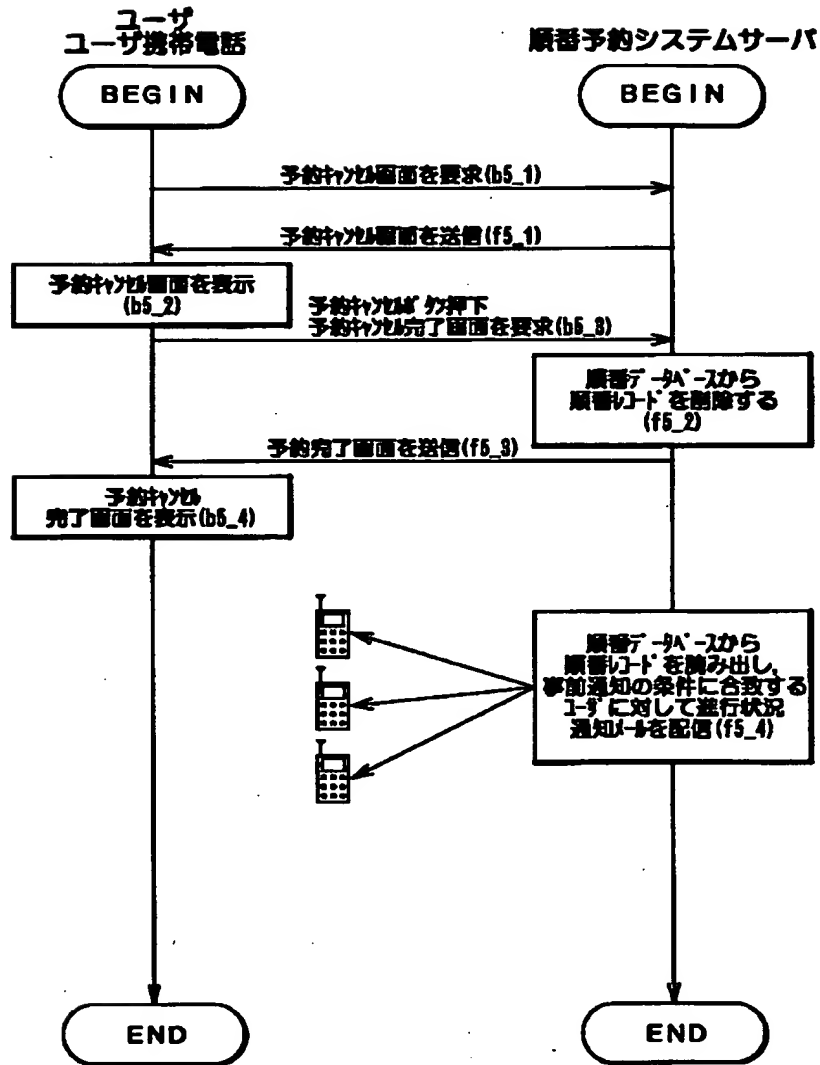 ユーザ
ユーザ携帯電話
順番予約システムサーバ
BEGIN
BEGIN
予約ｷｬﾝｾﾙ画面を要求(b5_1)
予約ｷｬﾝｾﾙ画面を送信(f5_1)
予約ｷｬﾝｾﾙ画面を表示
(b5_2)
予約ｷｬﾝｾﾙﾎﾞﾀﾝ押下
予約ｷｬﾝｾﾙ完了画面を要求(b5_3)
順番ﾃﾞｰﾀﾍﾞｰｽから
順番ﾚｺｰﾄﾞを削除する
(f5_2)
予約完了画面を送信(f5_3)
予約ｷｬﾝｾﾙ
完了画面を表示(b5_4)
順番ﾃﾞｰﾀﾍﾞｰｽから
順番ﾚｺｰﾄﾞを読み出し,
事前通知の条件に合致する
ﾕｰｻﾞに対して進行状況
通知ﾒｰﾙを配信(f5_4)
END
END